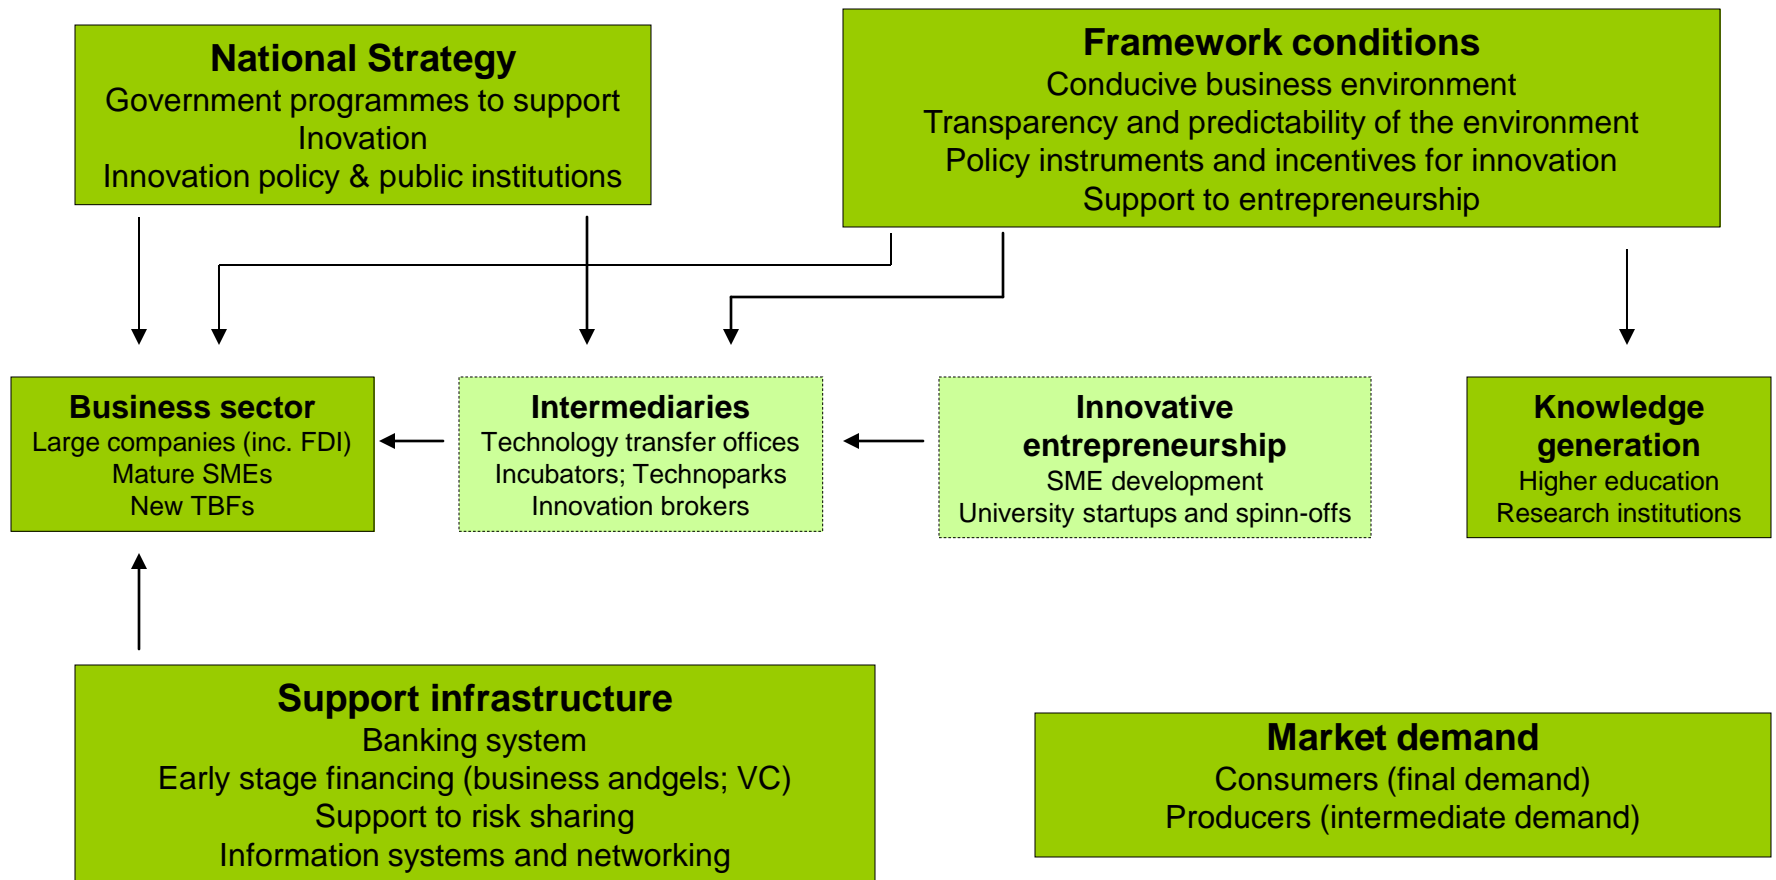 National Strategy
Government programmes to support
Inovation
Innovation policy & public institutions
Framework conditions
Conducive business environment
Transparency and predictability of the environment
Policy instruments and incentives for innovation
Support to entrepreneurship
Business sector
Large companies (inc. FDI)
Mature SMEs
New TBFs
Intermediaries
Technology transfer offices
Incubators; Technoparks
Innovation brokers
Innovative
entrepreneurship
SME development
University startups and spinn-offs
Knowledge
generation
Higher education
Research institutions
Support infrastructure
Banking system
Early stage financing (business andgels; VC)
Support to risk sharing
Information systems and networking
Market demand
Consumers (final demand)
Producers (intermediate demand)